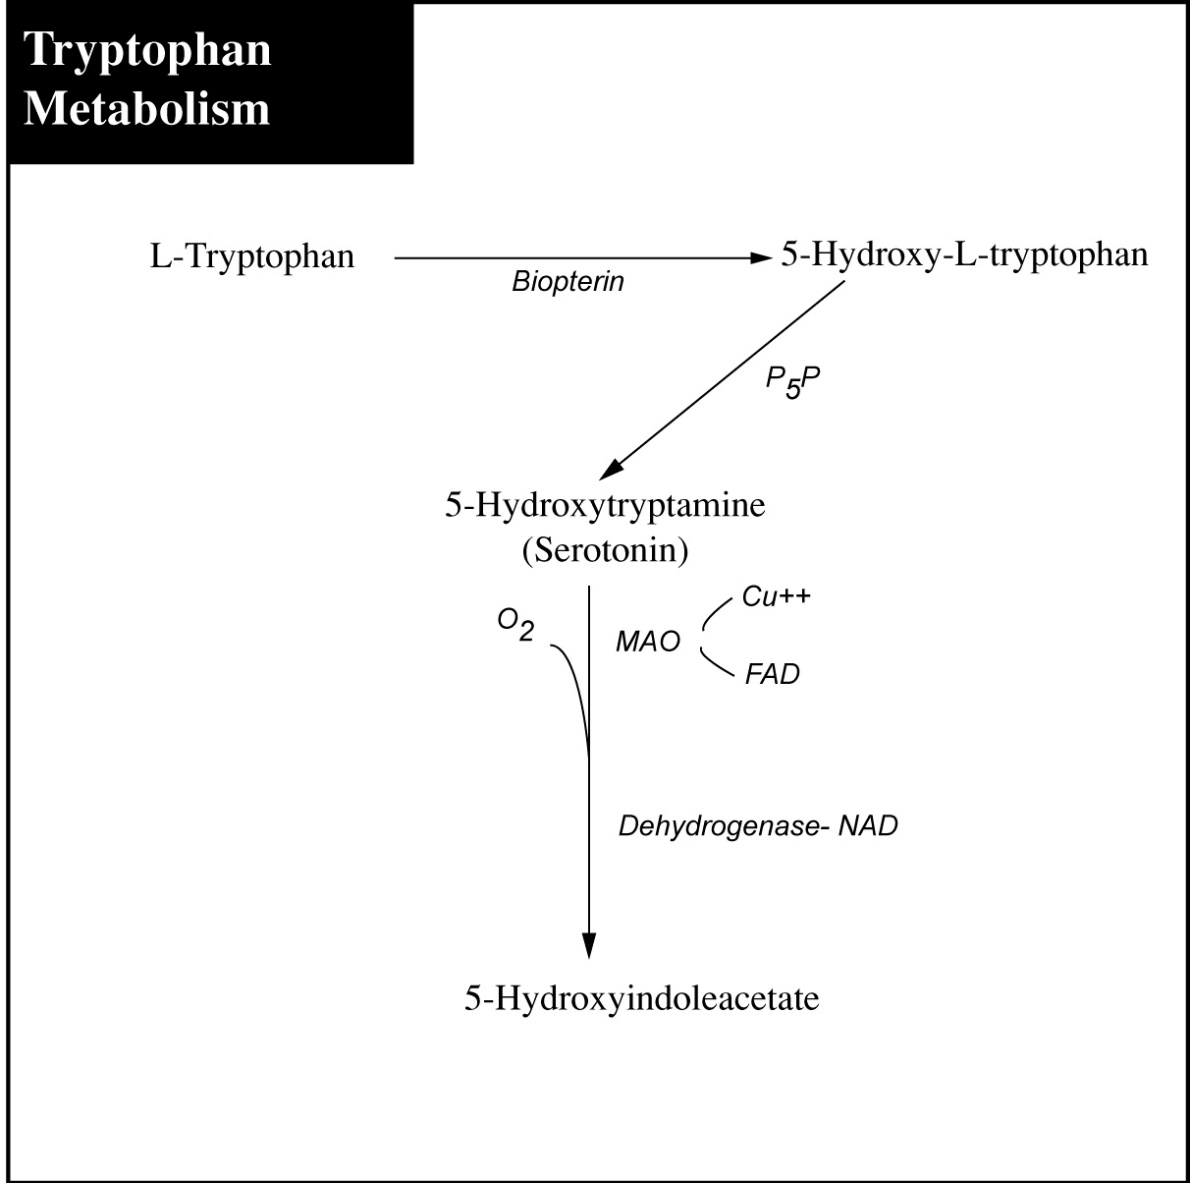 Tryptophan
Metabolism
L-Tryptophan
Biopterin
5-Hydroxy-L-tryptophan
P5P
5-Hydroxytryptamine
(Serotonin)
O2
MAO
Cu++
FAD
Dehydrogenase- NAD
5-Hydroxyindoleacetate